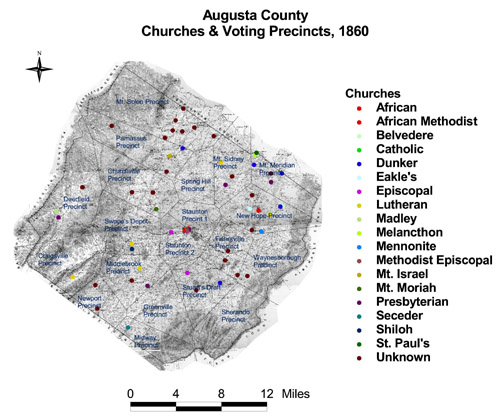 Augusta County
Churches & Voting Precincts, 1860
N
Mt. Solon Precinct
Parnassus
Precinct
Churchville
Precinct
Mt. Sidney
Precinct
Mt. Meridian
Precinct
Spring Hill
Precinct
Deerfield
Precinct
Staunton
Precinct 1
New Hope Precinct
Swope's Depot
Precinct
Staunton
Precinct 2
Fishersville
Precinct
Craigsville
Precinct
Middlebrook
Precinct
Waynesborough
Precinct
Newport
Precinct
Stuart's Draft
Precinct
Greenville
Precinct
Sherando
Precinct
Midway
Precinct
Churches
African
African Methodist
Belvedere
Catholic
Dunker
Eakle's
Episcopal
Lutheran
Madley
Melancthon
Mennonite
Methodist Episcopal
Mt. Israel
Mt. Moriah
Presbyterian
Seceder
Shiloh
St. Paul's
Unknown
0 4 8 12 Miles